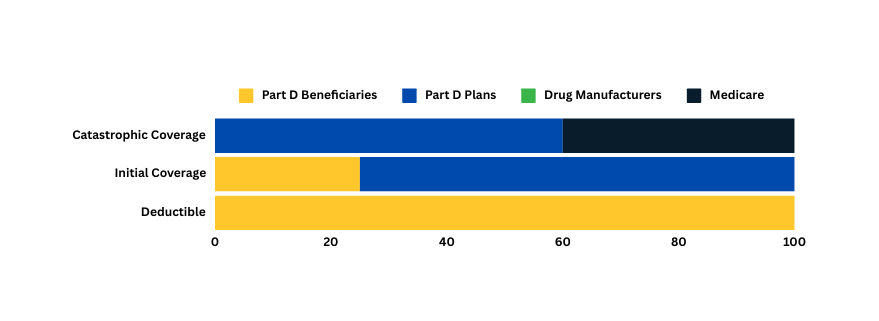 Part D Beneficiaries Part D Plans Drug Manufacturers Medicare
Catastrophic Coverage
Initial Coverage
Deductible
0 20 40 60 80 100